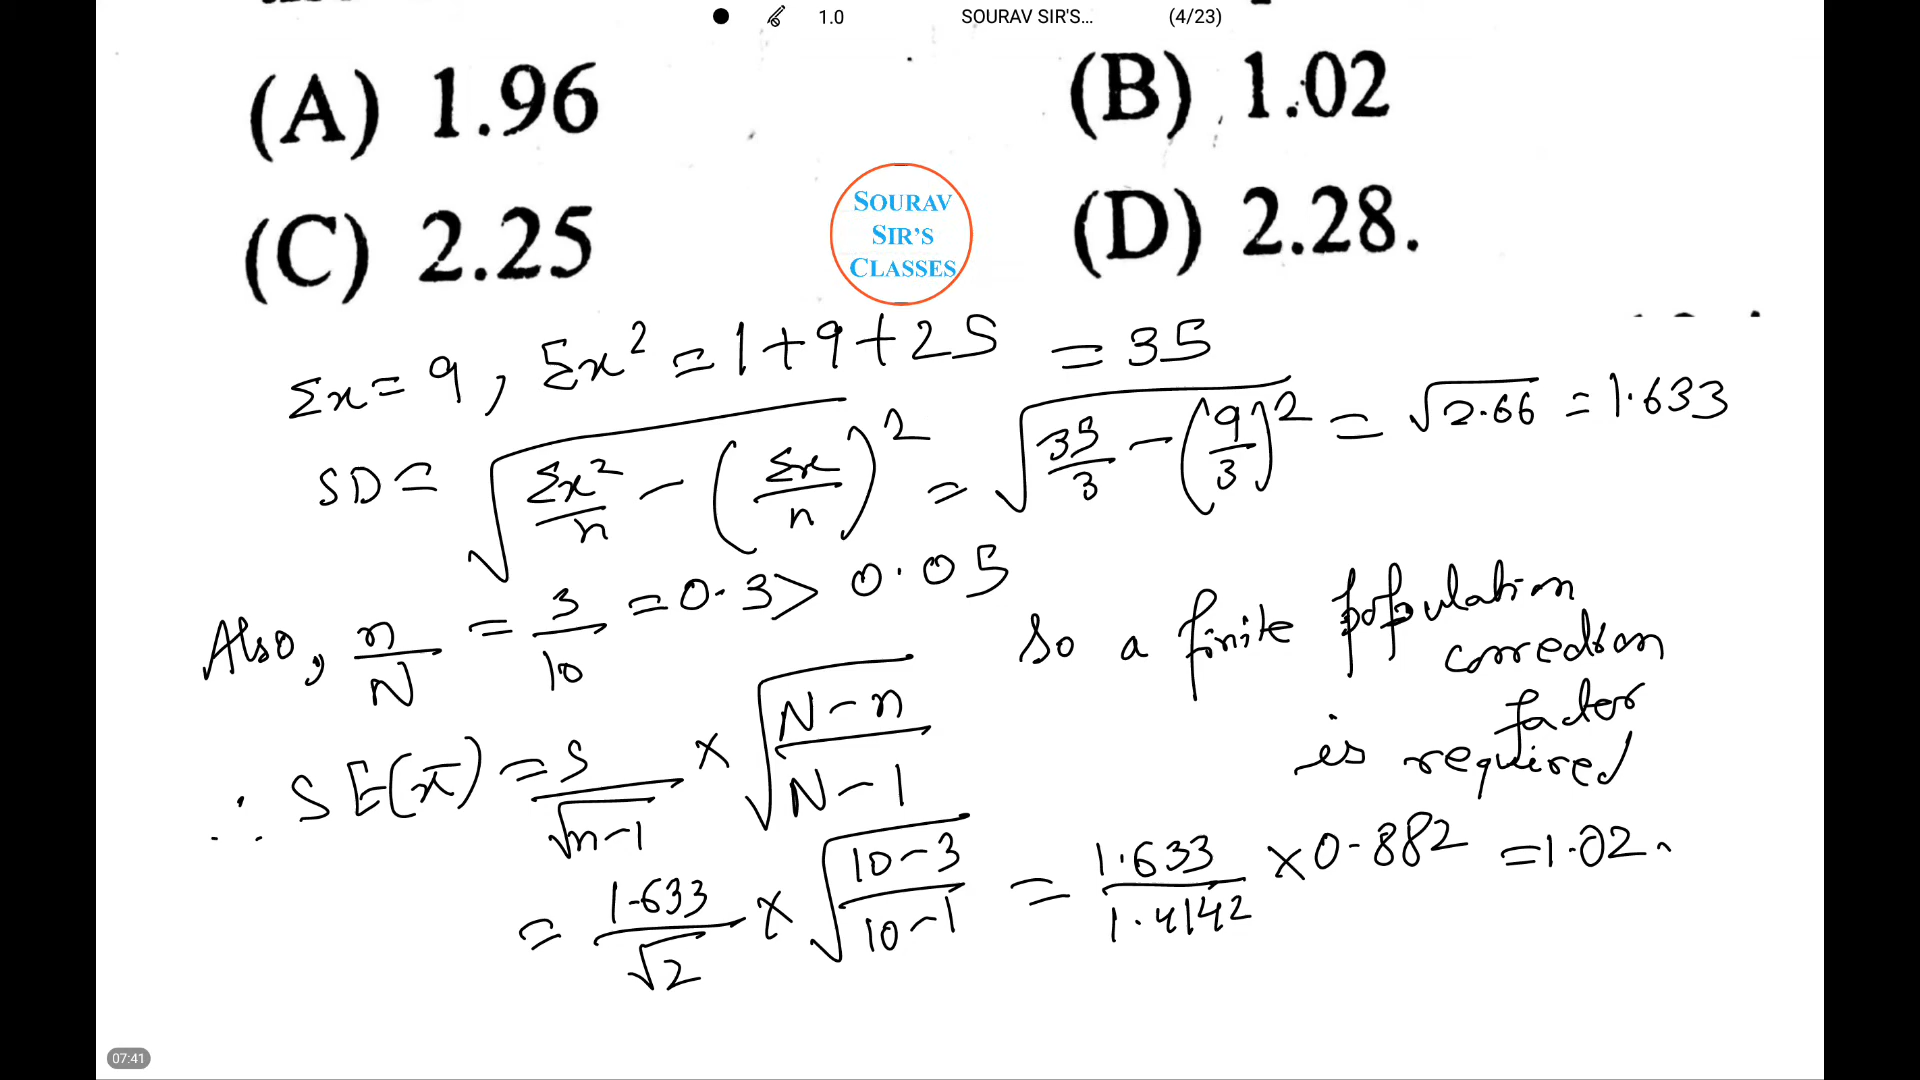 1.0 SOURAV SIR'S... (4/23)
(A) 1.96 (B) 1.02
SOURAV
SIR'S
CLASSES
(C) 2.25 (D) 2.28.
Σx = 9, Σx² = 1+9+25 = 35
SD = √(Σx²/n − (Σx/n)²) = √(35/3 − (9/3)²) = √2.66 = 1.633
Also, n/N = 3/10 = 0.3 > 0.05 So a finite population
correction
factor
is required
∴ SE(x̄) = s/√(n−1) × √((N−n)/(N−1))
= 1.633/√2 × √((10−3)/(10−1)) = 1.633/1.4142 × 0.882 = 1.02.
07:41